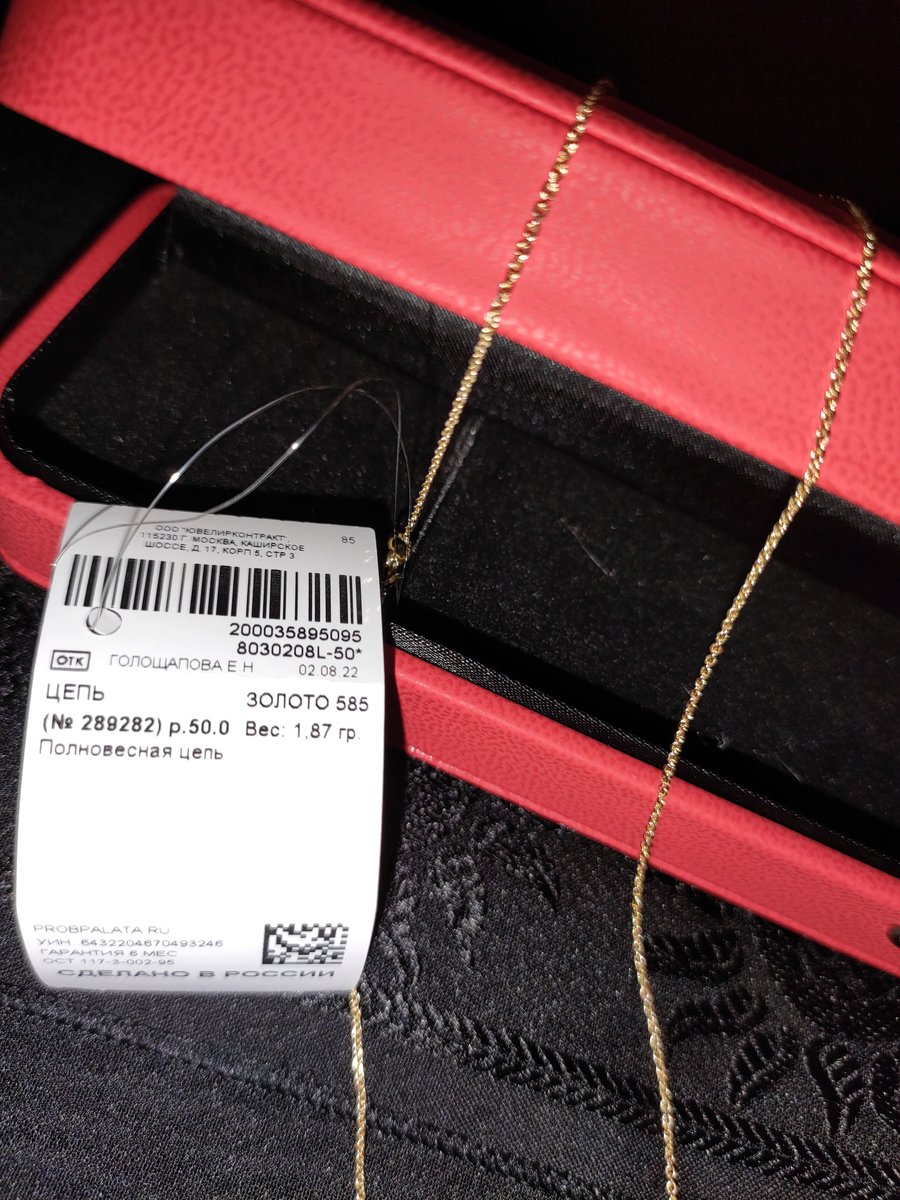 ООО "ЮВЕЛИРКОНТРАКТ", 85
115230 Г. МОСКВА, КАШИРСКОЕ
ШОССЕ, Д. 17, КОРП 5, СТР 3
200035895095
8030208L-50*
ОТК ГОЛОЩАПОВА Е.Н 02.08.22
ЦЕПЬ ЗОЛОТО 585
(№ 289282) р.50.0 Вес: 1,87 гр.
Полновесная цепь
PROBPALATA.RU
УИН 6432204670493246
ГАРАНТИЯ 6 МЕС.
ОСТ 117-3-002-95
СДЕЛАНО В РОССИИ